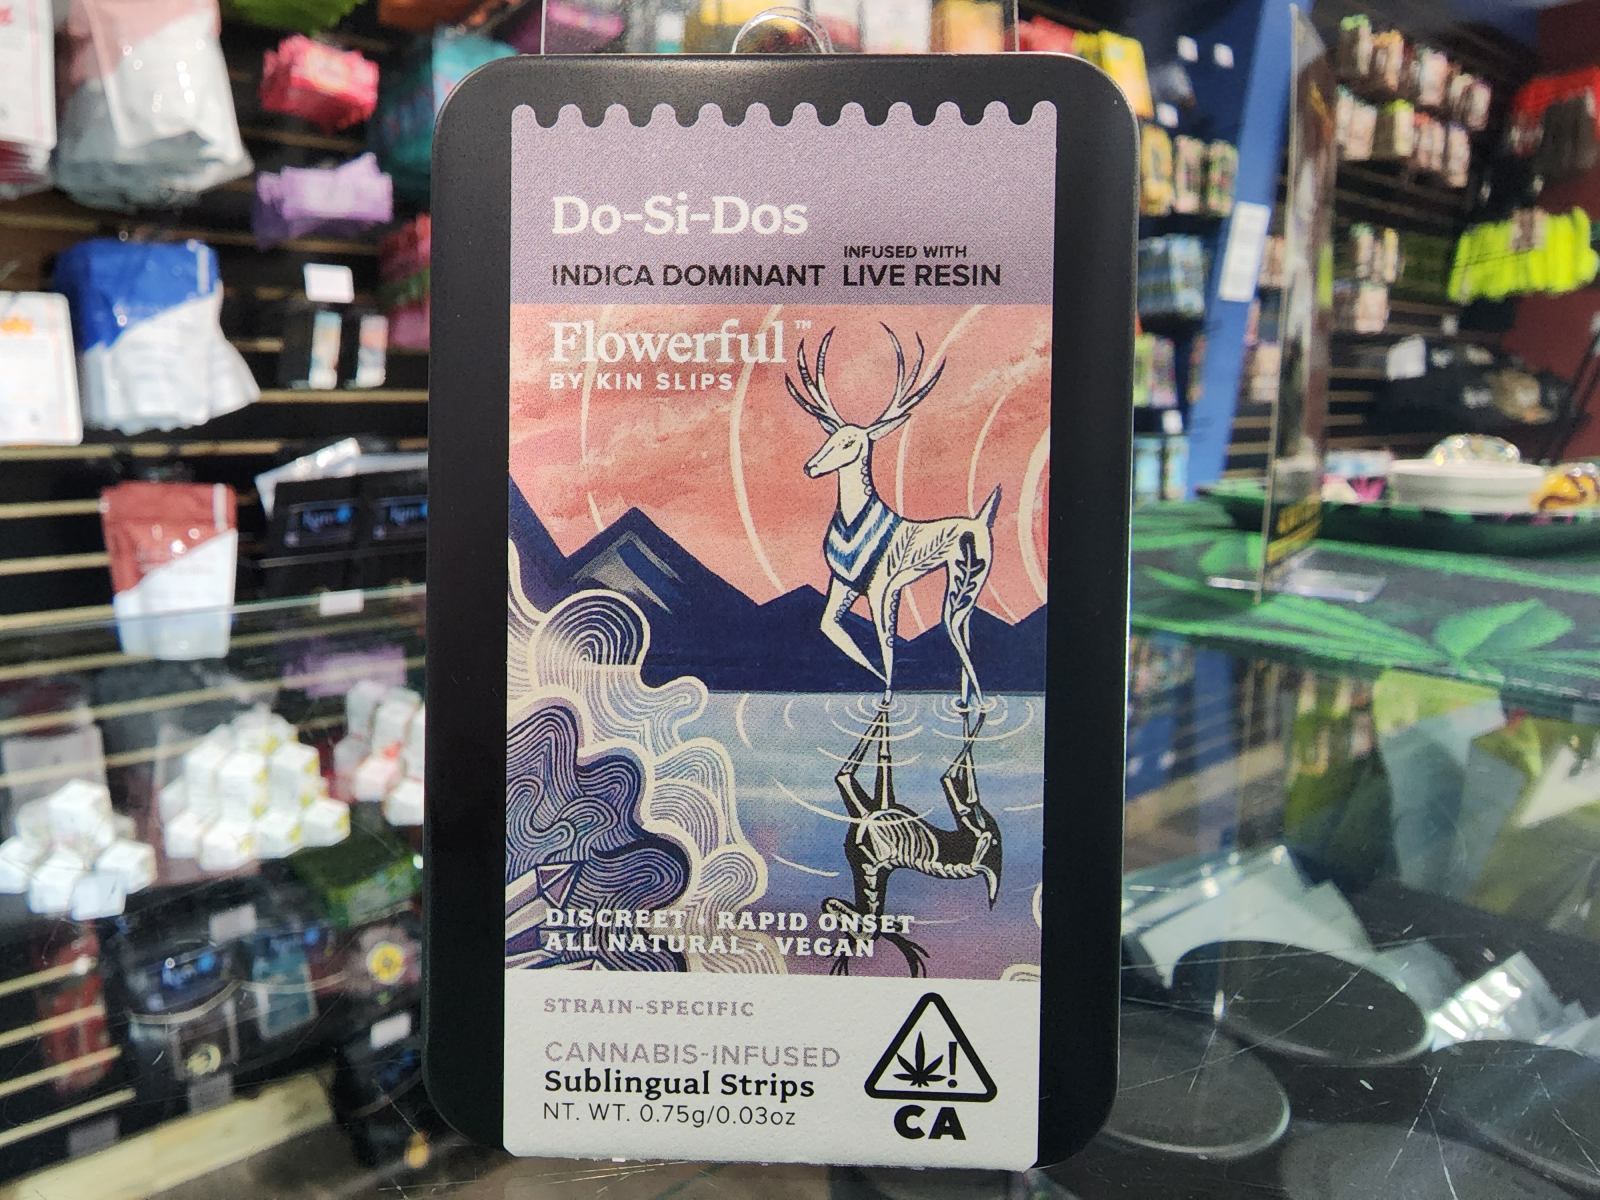 Do-Si-Dos
INFUSED WITH
INDICA DOMINANT LIVE RESIN
Flowerful™
BY KIN SLIPS
DISCREET • RAPID ONSET
ALL NATURAL • VEGAN
STRAIN-SPECIFIC
CANNABIS-INFUSED
Sublingual Strips
NT. WT. 0.75g/0.03oz
!
CA